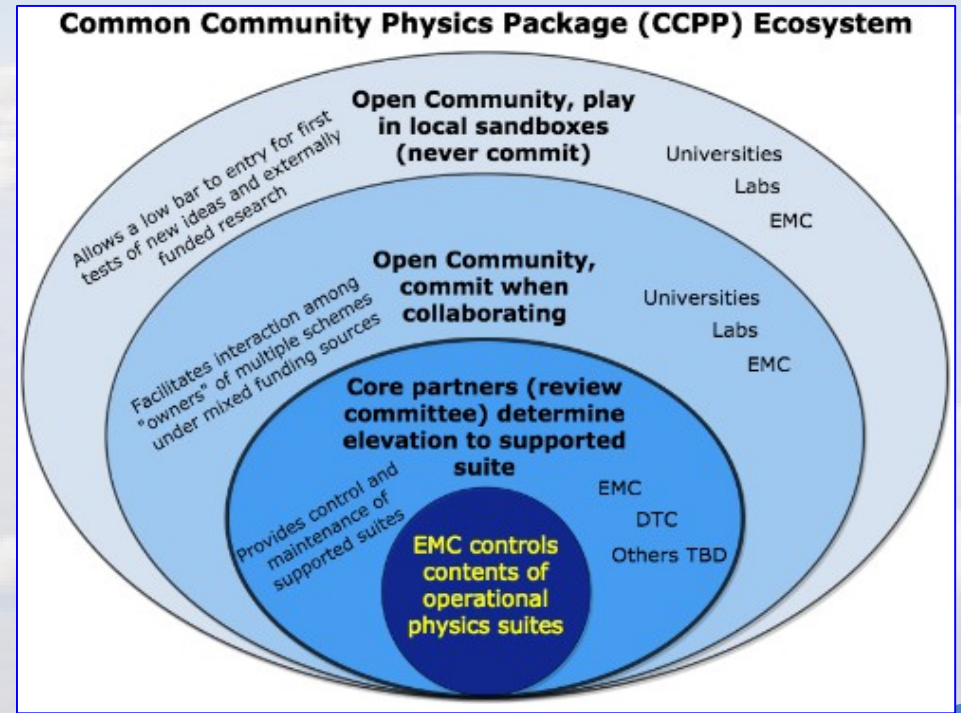 Common Community Physics Package (CCPP) Ecosystem
Open Community, play
in local sandboxes
(never commit)
Allows a low bar to entry for first
tests of new ideas and externally
funded research
Universities
Labs
EMC
Open Community,
commit when
collaborating
Facilitates interaction among
"owners" of multiple schemes
under mixed funding sources
Universities
Labs
EMC
Core partners (review
committee) determine
elevation to supported
suite
Provides control and
maintenance of
supported suites
EMC
DTC
Others TBD
EMC controls
contents of
operational
physics suites